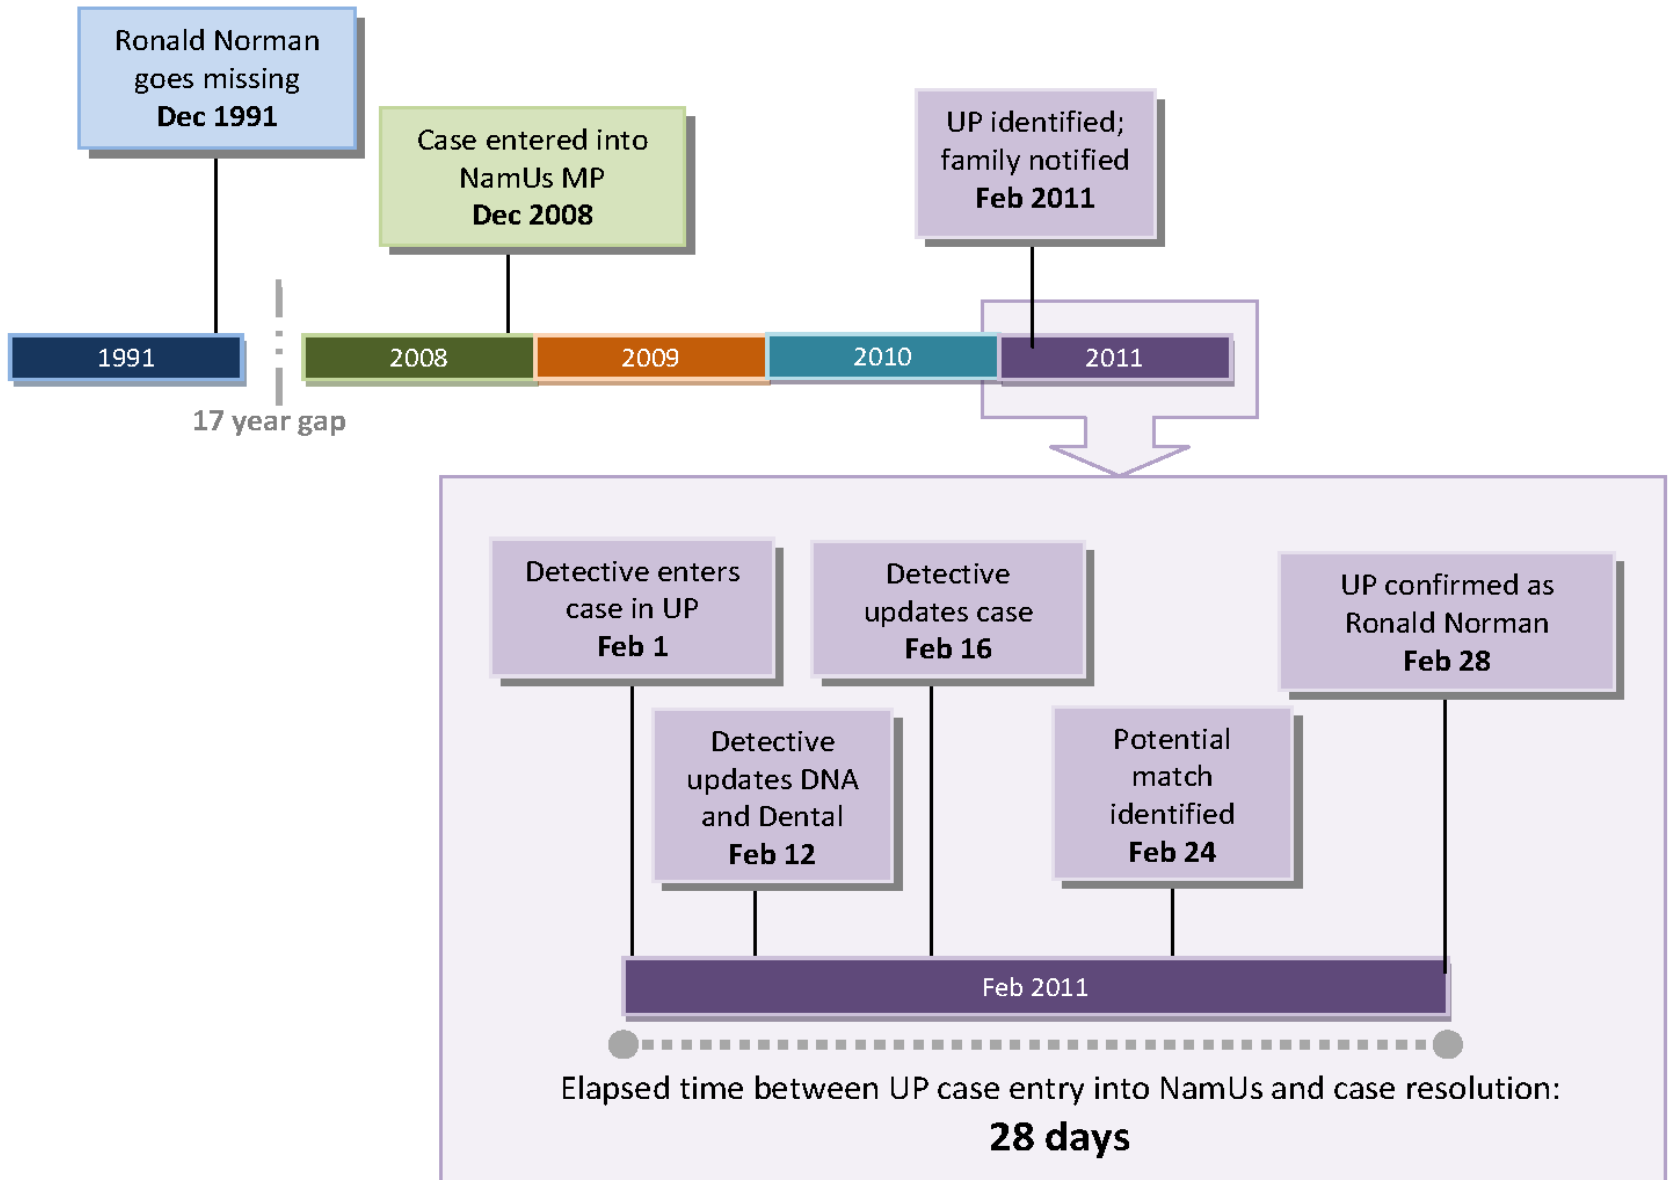 Ronald Norman
goes missing
Dec 1991
Case entered into
NamUs MP
Dec 2008
UP identified;
family notified
Feb 2011
1991
2008
2009
2010
2011
17 year gap
Detective enters
case in UP
Feb 1
Detective
updates DNA
and Dental
Feb 12
Detective
updates case
Feb 16
Potential
match
identified
Feb 24
UP confirmed as
Ronald Norman
Feb 28
Feb 2011
Elapsed time between UP case entry into NamUs and case resolution:
28 days